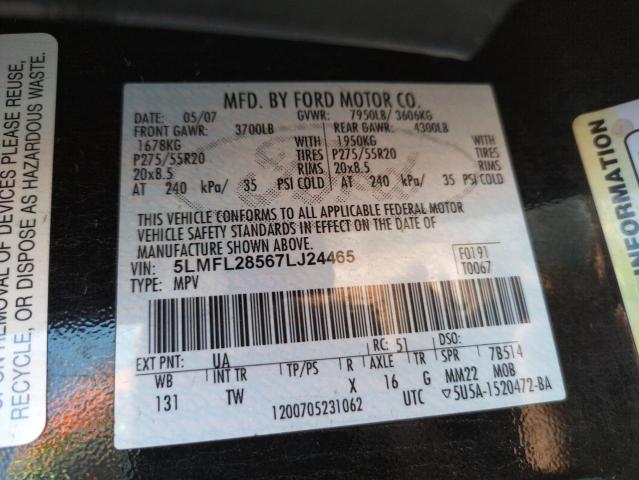 MFD. BY FORD MOTOR CO.
DATE: 05/07 GVWR: 7950LB/ 3606KG
FRONT GAWR: 3700LB REAR GAWR: 4300LB
1678KG WITH 1950KG WITH
P275/55R20 TIRES P275/55R20 TIRES
20x8.5 RIMS 20x8.5 RIMS
AT 240 kPa/ 35 PSI COLD AT 240 kPa/ 35 PSI COLD
THIS VEHICLE CONFORMS TO ALL APPLICABLE FEDERAL MOTOR
VEHICLE SAFETY STANDARDS IN EFFECT ON THE DATE OF
MANUFACTURE SHOWN ABOVE.
VIN: 5LMFL28567LJ24465 F0191
TYPE: MPV T0067
EXT PNT: UA RC: 51 DSO:
WB INT TR TP/PS R AXLE TR SPR 7B514
131 TW X 16 G MM22 MOB
1200705231062 UTC ▽5U5A-1520472-BA
REMOVAL OF DEVICES PLEASE REUSE,
RECYCLE, OR DISPOSE AS HAZARDOUS WASTE.
INFORMATION